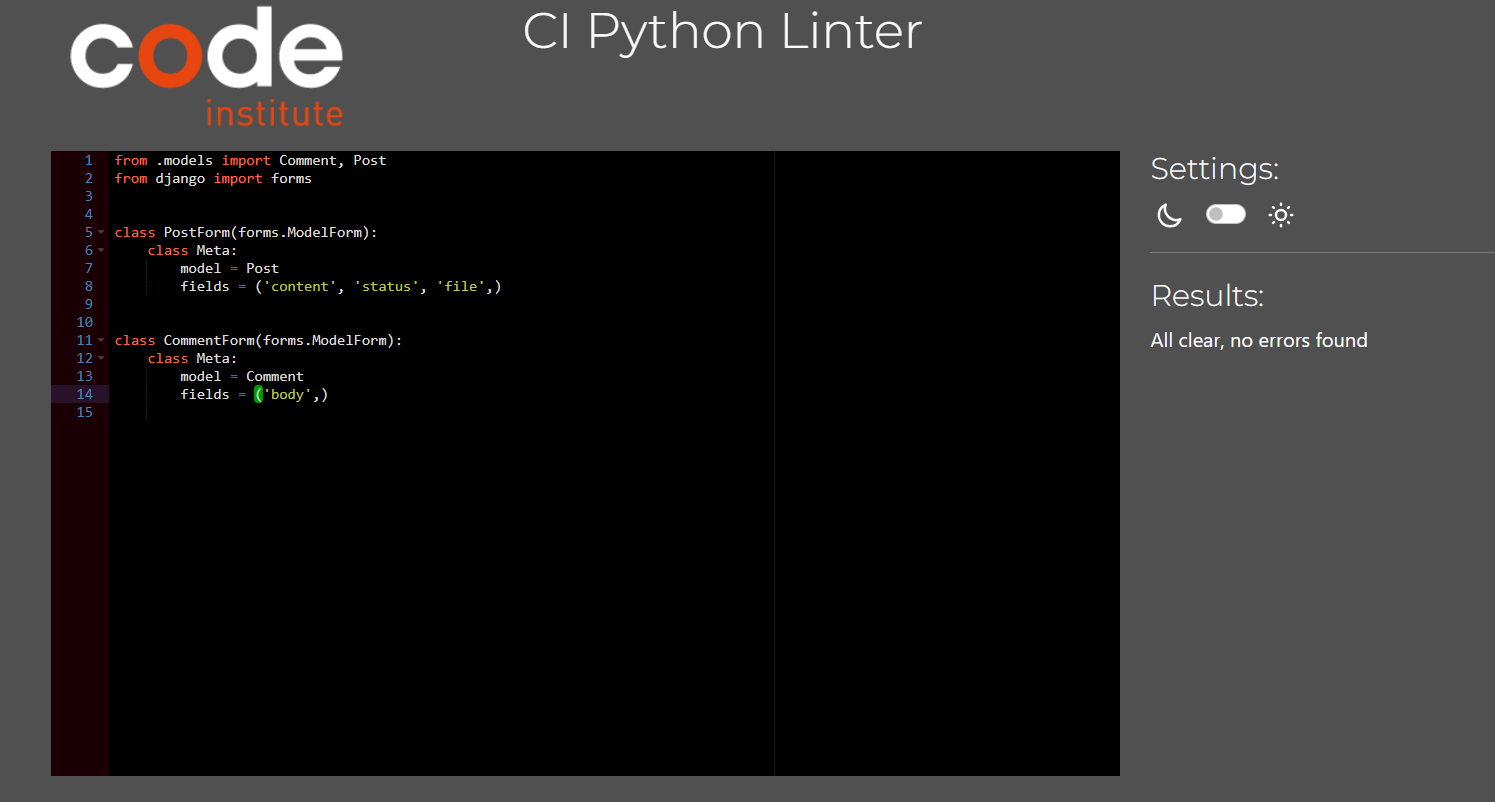 code
institute
CI Python Linter
1 from .models import Comment, Post
2 from django import forms
3
4
5 class PostForm(forms.ModelForm):
6     class Meta:
7         model = Post
8         fields = ('content', 'status', 'file',)
9
10
11 class CommentForm(forms.ModelForm):
12     class Meta:
13         model = Comment
14         fields = ('body',)
15
Settings:
Results:
All clear, no errors found